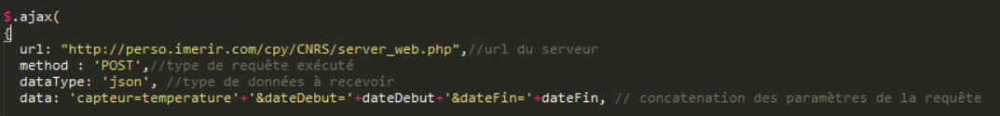 $.ajax(
{
url: "http://perso.imerir.com/cpy/CNRS/server_web.php",//url du serveur
method : 'POST',//type de requête exécuté
dataType: 'json', //type de données à recevoir
data: 'capteur=temperature'+'&dateDebut='+dateDebut+'&dateFin='+dateFin, // concatenation des paramètres de la requête